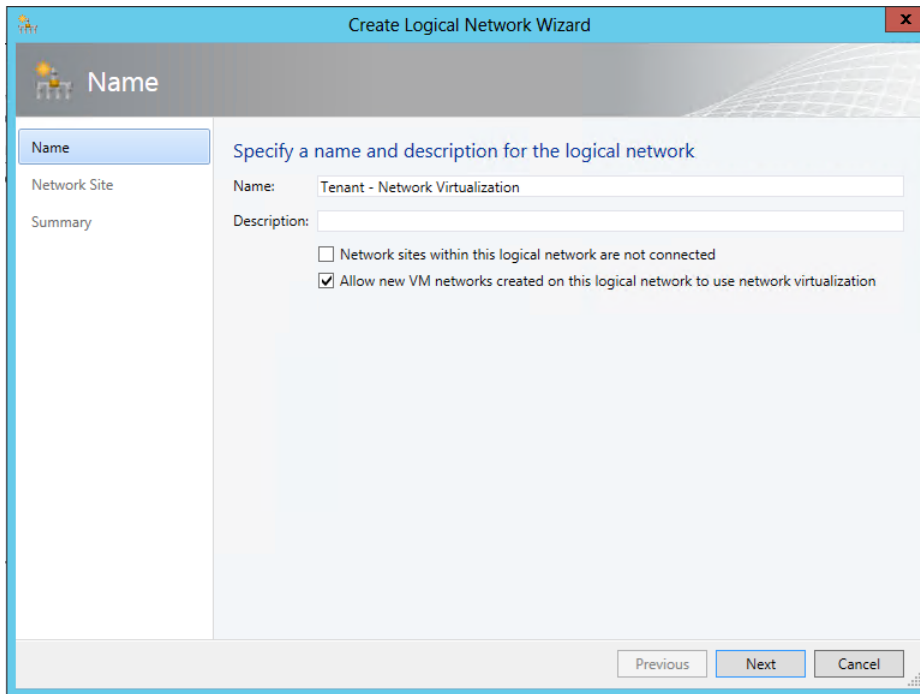 Create Logical Network Wizard
x
Name
Name
Network Site
Summary
Specify a name and description for the logical network
Name: Tenant - Network Virtualization
Description:
Network sites within this logical network are not connected
Allow new VM networks created on this logical network to use network virtualization
Previous Next Cancel